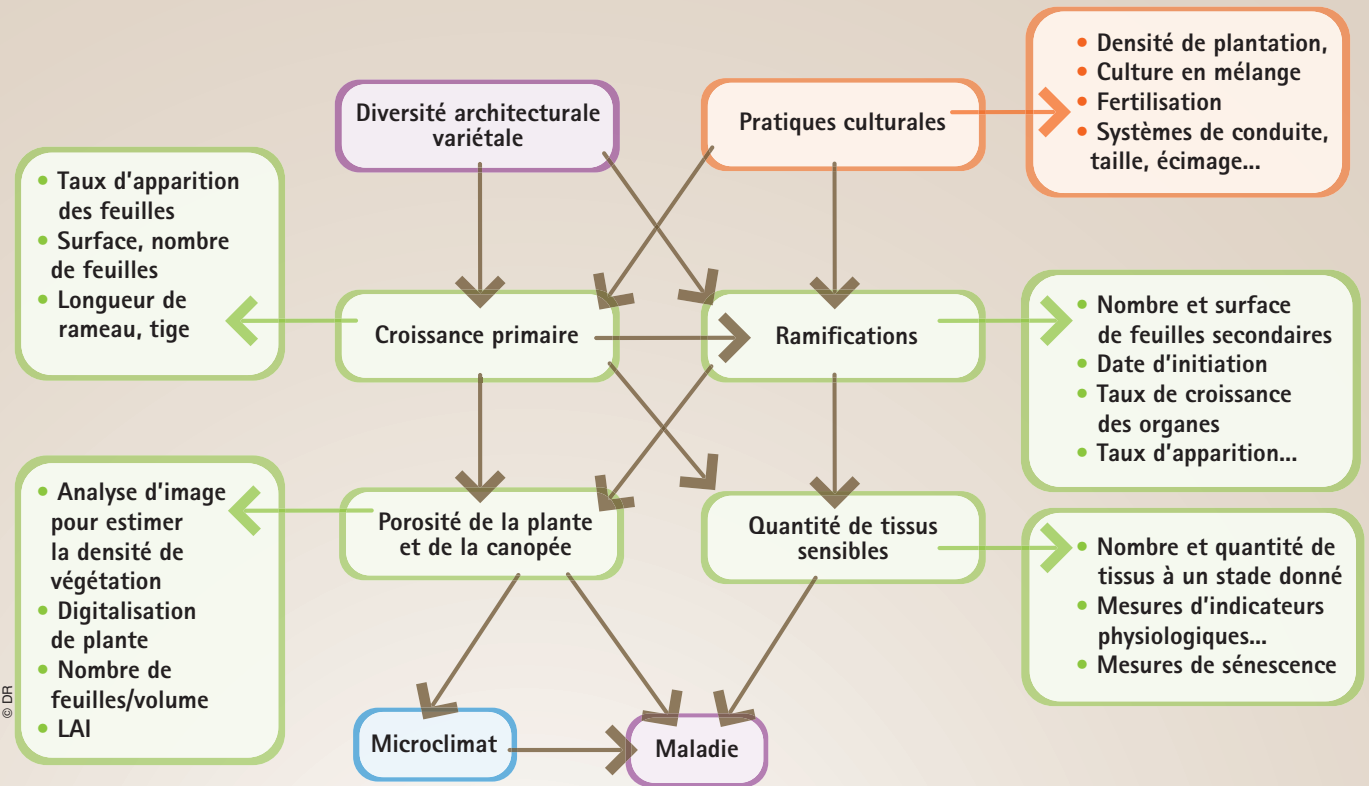 Diversité architecturale
variétale
Pratiques culturales
• Densité de plantation,
• Culture en mélange
• Fertilisation
• Systèmes de conduite,
taille, écimage...
• Taux d'apparition
des feuilles
• Surface, nombre
de feuilles
• Longueur de
rameau, tige
Croissance primaire
Ramifications
• Nombre et surface
de feuilles secondaires
• Date d'initiation
• Taux de croissance
des organes
• Taux d'apparition...
• Analyse d'image
pour estimer
la densité de
végétation
• Digitalisation
de plante
• Nombre de
feuilles/volume
• LAI
Porosité de la plante
et de la canopée
Quantité de tissus
sensibles
• Nombre et quantité de
tissus à un stade donné
• Mesures d'indicateurs
physiologiques...
• Mesures de sénescence
Microclimat
Maladie
© DR